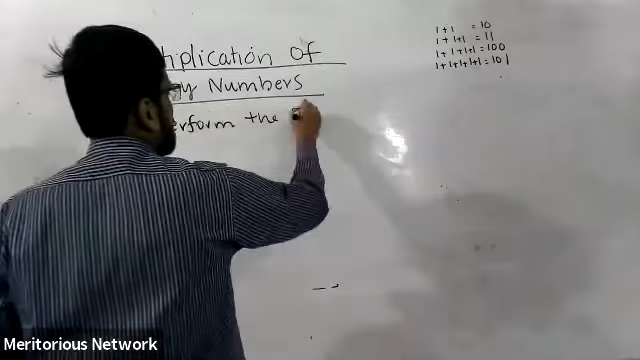 tiplication of
y Numbers
erform the
1+1 = 10
1+1+1 = 11
1+1+1+1=100
1+1+1+1+1=101
Meritorious Network